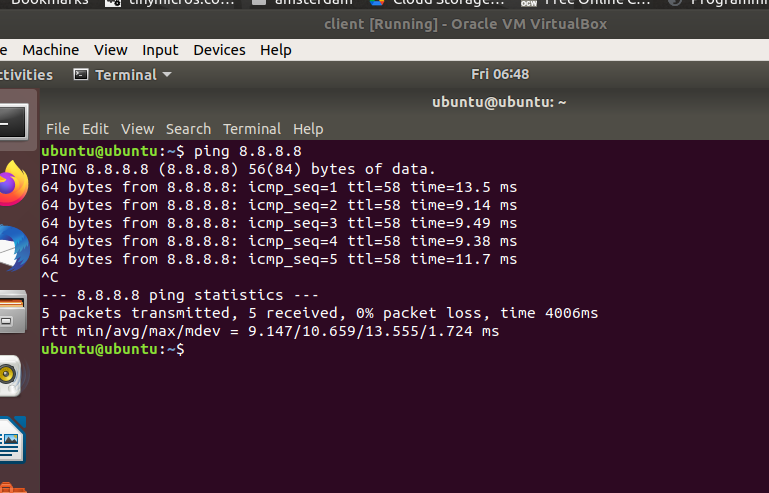 Bookmarks tinymicros.co... amsterdam Cloud Storage... OCW Free Online C...
client [Running] - Oracle VM VirtualBox
Machine View Input Devices Help
ctivities Terminal Fri 06:48
ubuntu@ubuntu: ~
File Edit View Search Terminal Help
ubuntu@ubuntu:~$ ping 8.8.8.8
PING 8.8.8.8 (8.8.8.8) 56(84) bytes of data.
64 bytes from 8.8.8.8: icmp_seq=1 ttl=58 time=13.5 ms
64 bytes from 8.8.8.8: icmp_seq=2 ttl=58 time=9.14 ms
64 bytes from 8.8.8.8: icmp_seq=3 ttl=58 time=9.49 ms
64 bytes from 8.8.8.8: icmp_seq=4 ttl=58 time=9.38 ms
64 bytes from 8.8.8.8: icmp_seq=5 ttl=58 time=11.7 ms
^C
--- 8.8.8.8 ping statistics ---
5 packets transmitted, 5 received, 0% packet loss, time 4006ms
rtt min/avg/max/mdev = 9.147/10.659/13.555/1.724 ms
ubuntu@ubuntu:~$